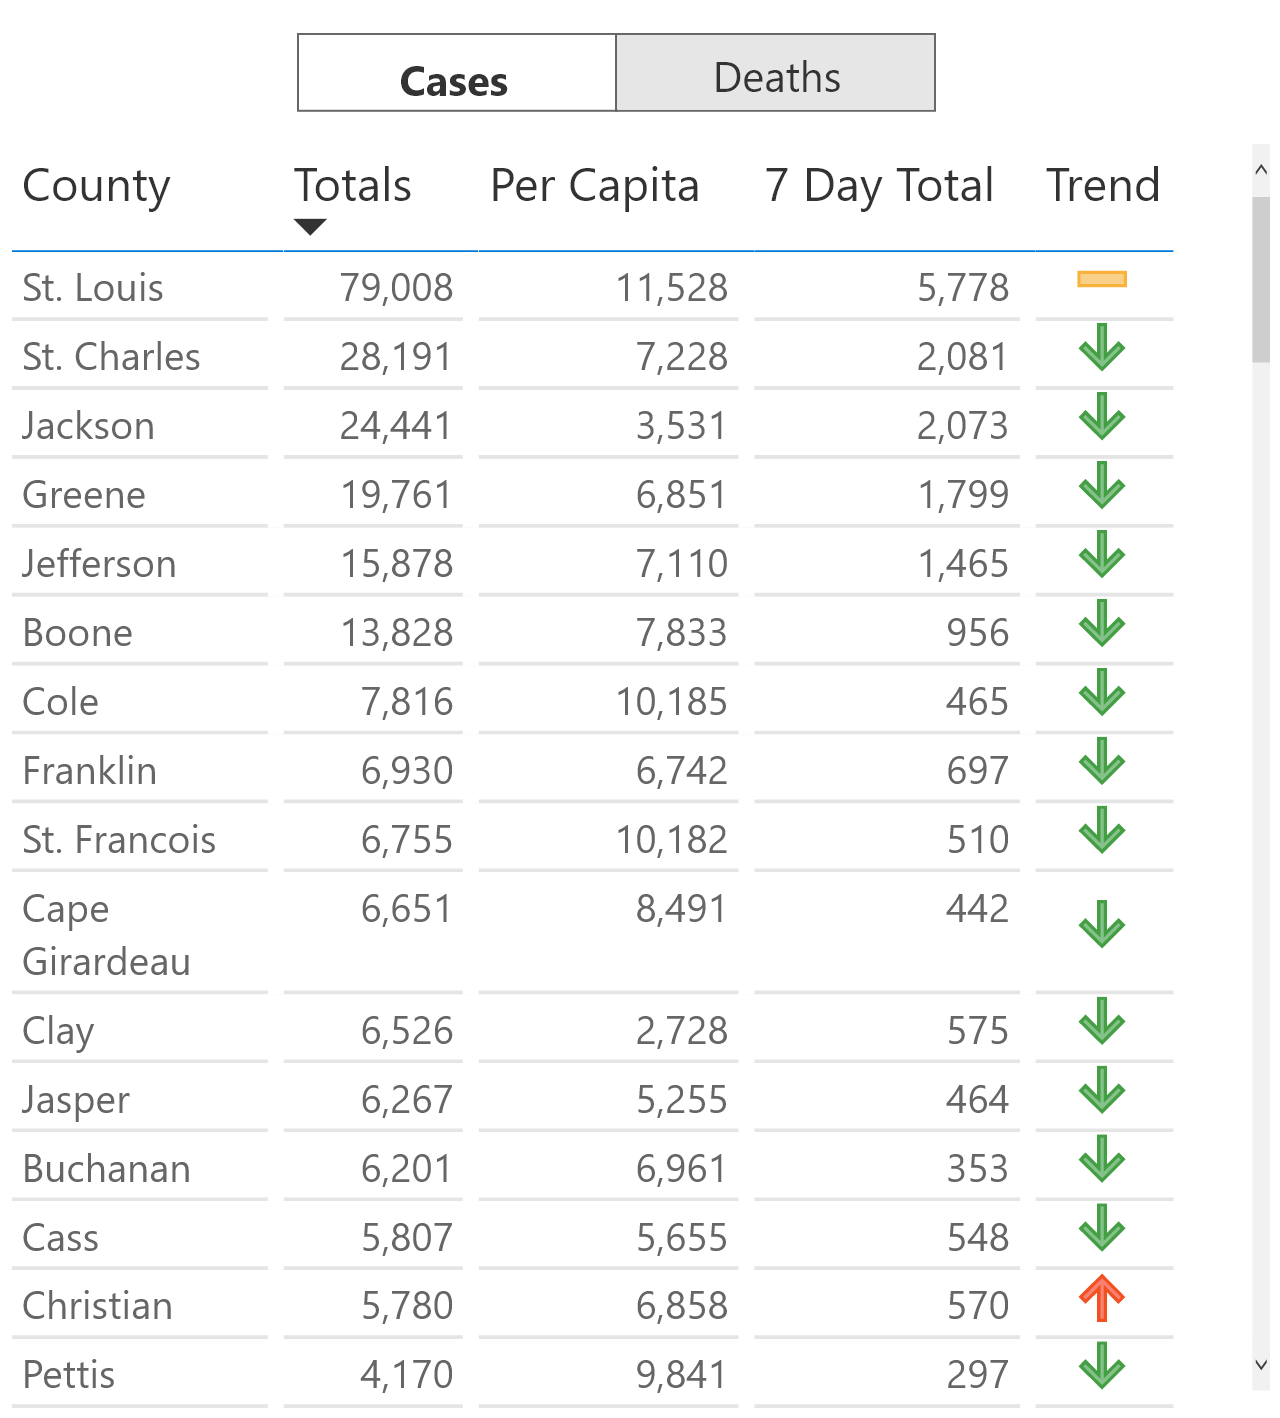 Cases Deaths
County Totals Per Capita 7 Day Total Trend
St. Louis 79,008 11,528 5,778
St. Charles 28,191 7,228 2,081
Jackson 24,441 3,531 2,073
Greene 19,761 6,851 1,799
Jefferson 15,878 7,110 1,465
Boone 13,828 7,833 956
Cole 7,816 10,185 465
Franklin 6,930 6,742 697
St. Francois 6,755 10,182 510
Cape 6,651 8,491 442
Girardeau
Clay 6,526 2,728 575
Jasper 6,267 5,255 464
Buchanan 6,201 6,961 353
Cass 5,807 5,655 548
Christian 5,780 6,858 570
Pettis 4,170 9,841 297